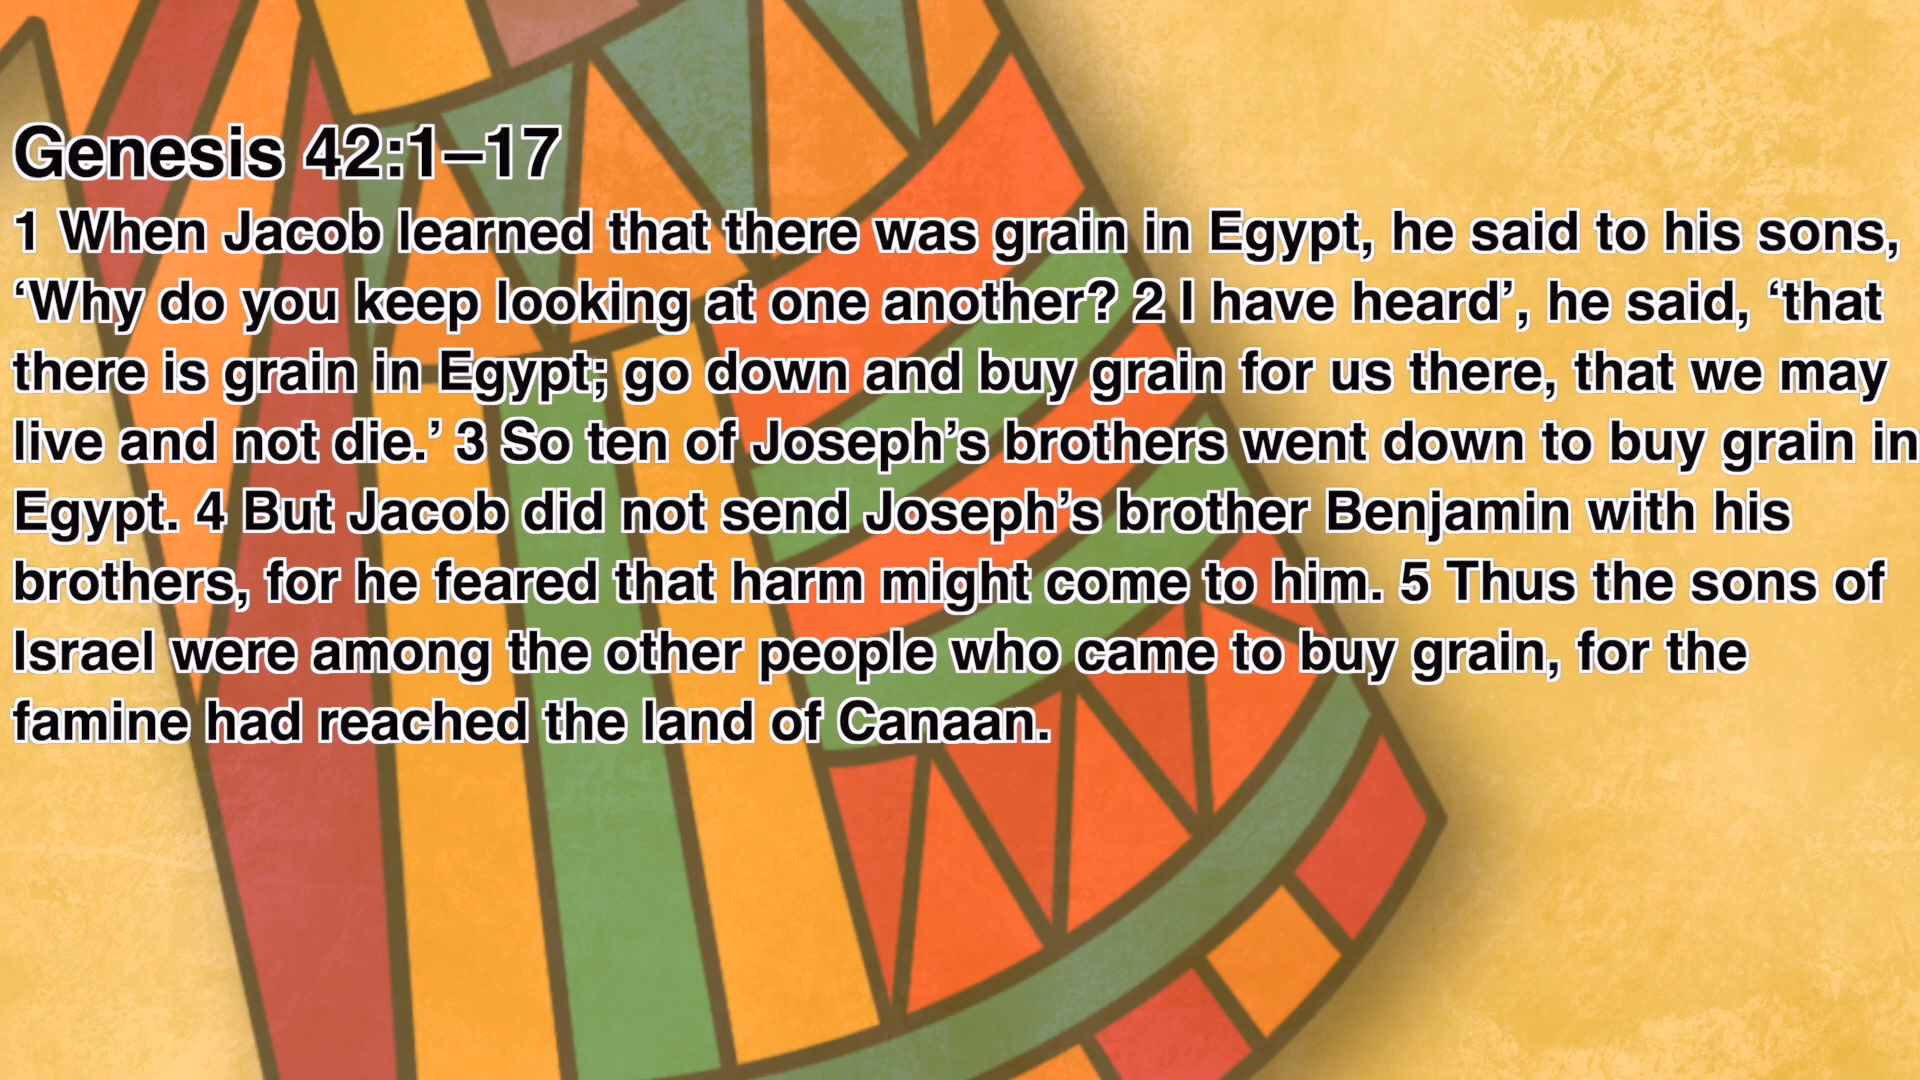 Genesis 42:1–17
1 When Jacob learned that there was grain in Egypt, he said to his sons,
‘Why do you keep looking at one another? 2 I have heard’, he said, ‘that
there is grain in Egypt; go down and buy grain for us there, that we may
live and not die.’ 3 So ten of Joseph’s brothers went down to buy grain in
Egypt. 4 But Jacob did not send Joseph’s brother Benjamin with his
brothers, for he feared that harm might come to him. 5 Thus the sons of
Israel were among the other people who came to buy grain, for the
famine had reached the land of Canaan.